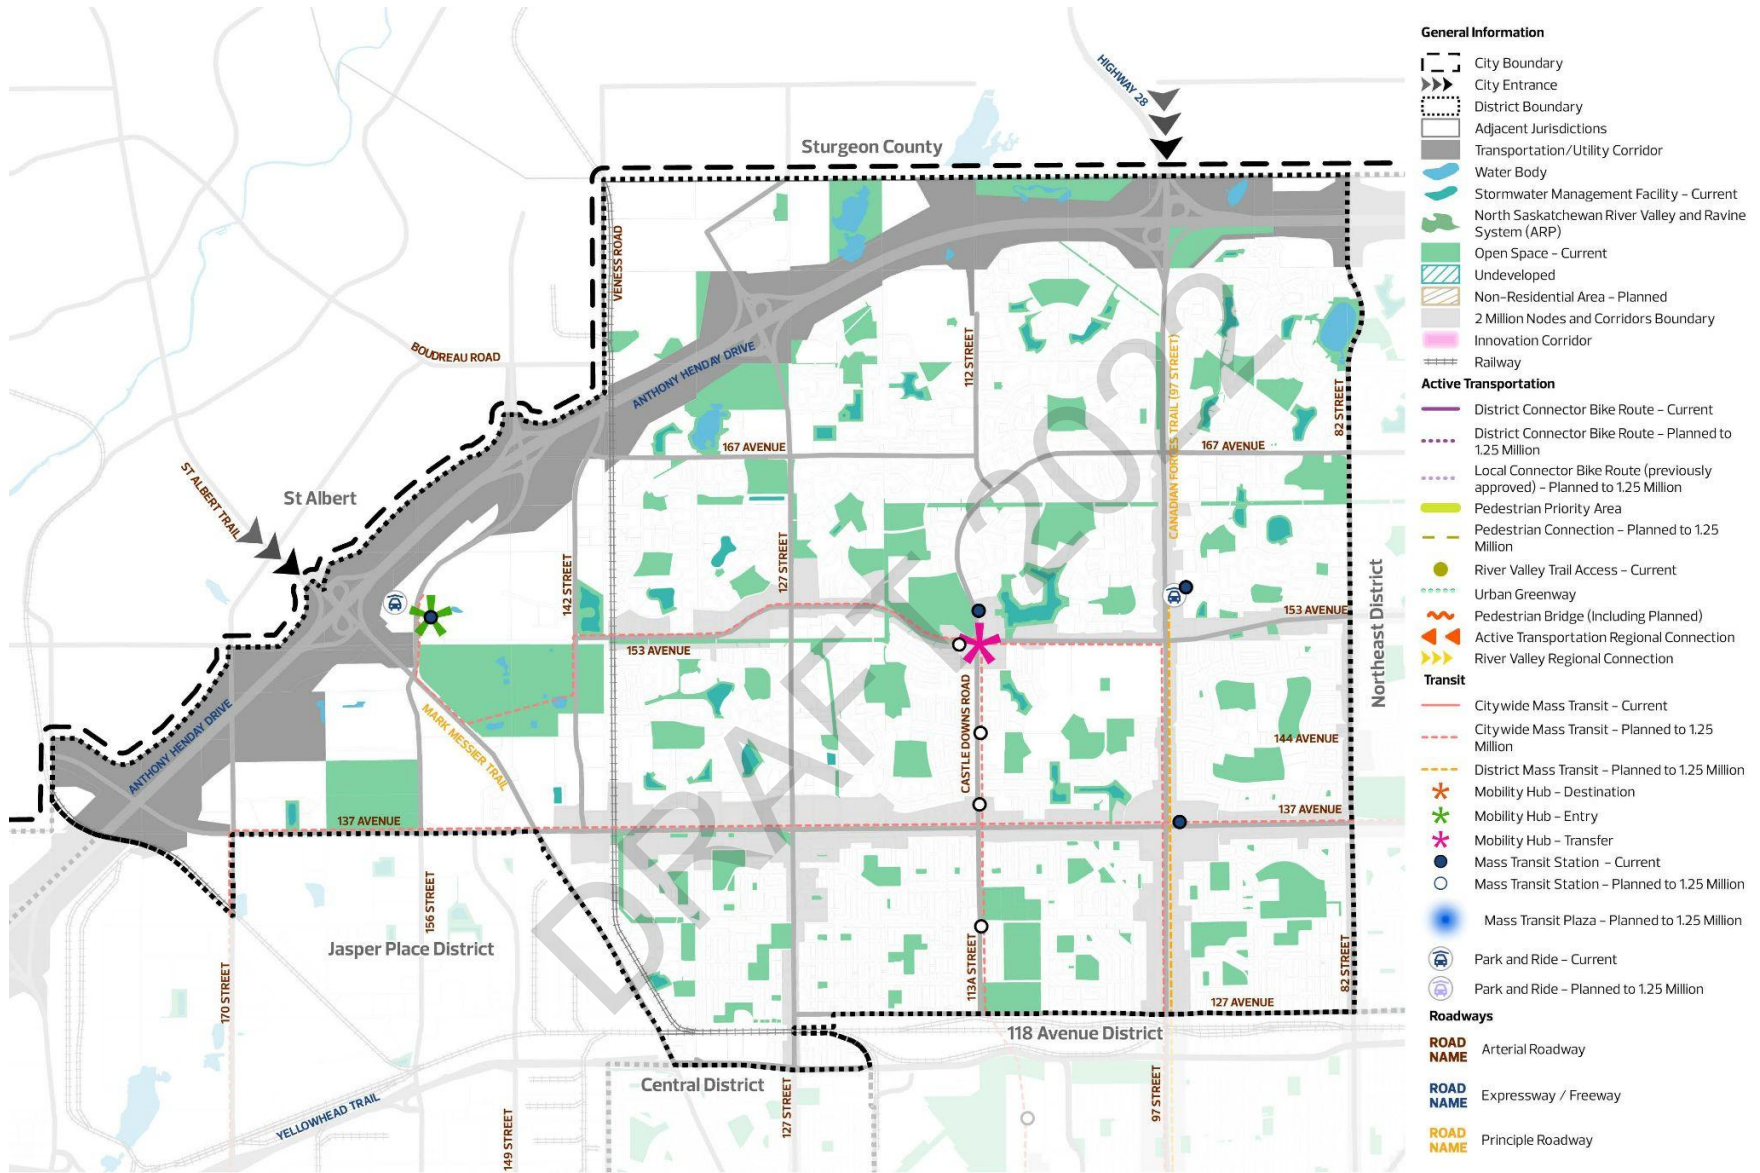 HIGHWAY 28
Sturgeon County
VENESS ROAD
BOUDREAU ROAD
ANTHONY HENDAY DRIVE
112 STREET
CANADIAN FORCES TRAIL (97 STREET)
82 STREET
167 AVENUE
167 AVENUE
ST ALBERT TRAIL
St Albert
142 STREET
127 STREET
153 AVENUE
153 AVENUE
Northeast District
ANTHONY HENDAY DRIVE
MARK MESSIER TRAIL
CASTLE DOWNS ROAD
144 AVENUE
137 AVENUE
137 AVENUE
DRAFT 2022
156 STREET
Jasper Place District
170 STREET
113A STREET
82 STREET
127 AVENUE
118 Avenue District
Central District
YELLOWHEAD TRAIL
149 STREET
127 STREET
97 STREET
General Information
City Boundary
City Entrance
District Boundary
Adjacent Jurisdictions
Transportation/Utility Corridor
Water Body
Stormwater Management Facility – Current
North Saskatchewan River Valley and Ravine
System (ARP)
Open Space – Current
Undeveloped
Non-Residential Area – Planned
2 Million Nodes and Corridors Boundary
Innovation Corridor
Railway
Active Transportation
District Connector Bike Route – Current
District Connector Bike Route – Planned to
1.25 Million
Local Connector Bike Route (previously
approved) – Planned to 1.25 Million
Pedestrian Priority Area
Pedestrian Connection – Planned to 1.25
Million
River Valley Trail Access – Current
Urban Greenway
Pedestrian Bridge (Including Planned)
Active Transportation Regional Connection
River Valley Regional Connection
Transit
Citywide Mass Transit – Current
Citywide Mass Transit – Planned to 1.25
Million
District Mass Transit – Planned to 1.25 Million
Mobility Hub – Destination
Mobility Hub – Entry
Mobility Hub – Transfer
Mass Transit Station – Current
Mass Transit Station – Planned to 1.25 Million
Mass Transit Plaza – Planned to 1.25 Million
Park and Ride – Current
Park and Ride – Planned to 1.25 Million
Roadways
ROAD
NAME
Arterial Roadway
ROAD
NAME
Expressway / Freeway
ROAD
NAME
Principle Roadway